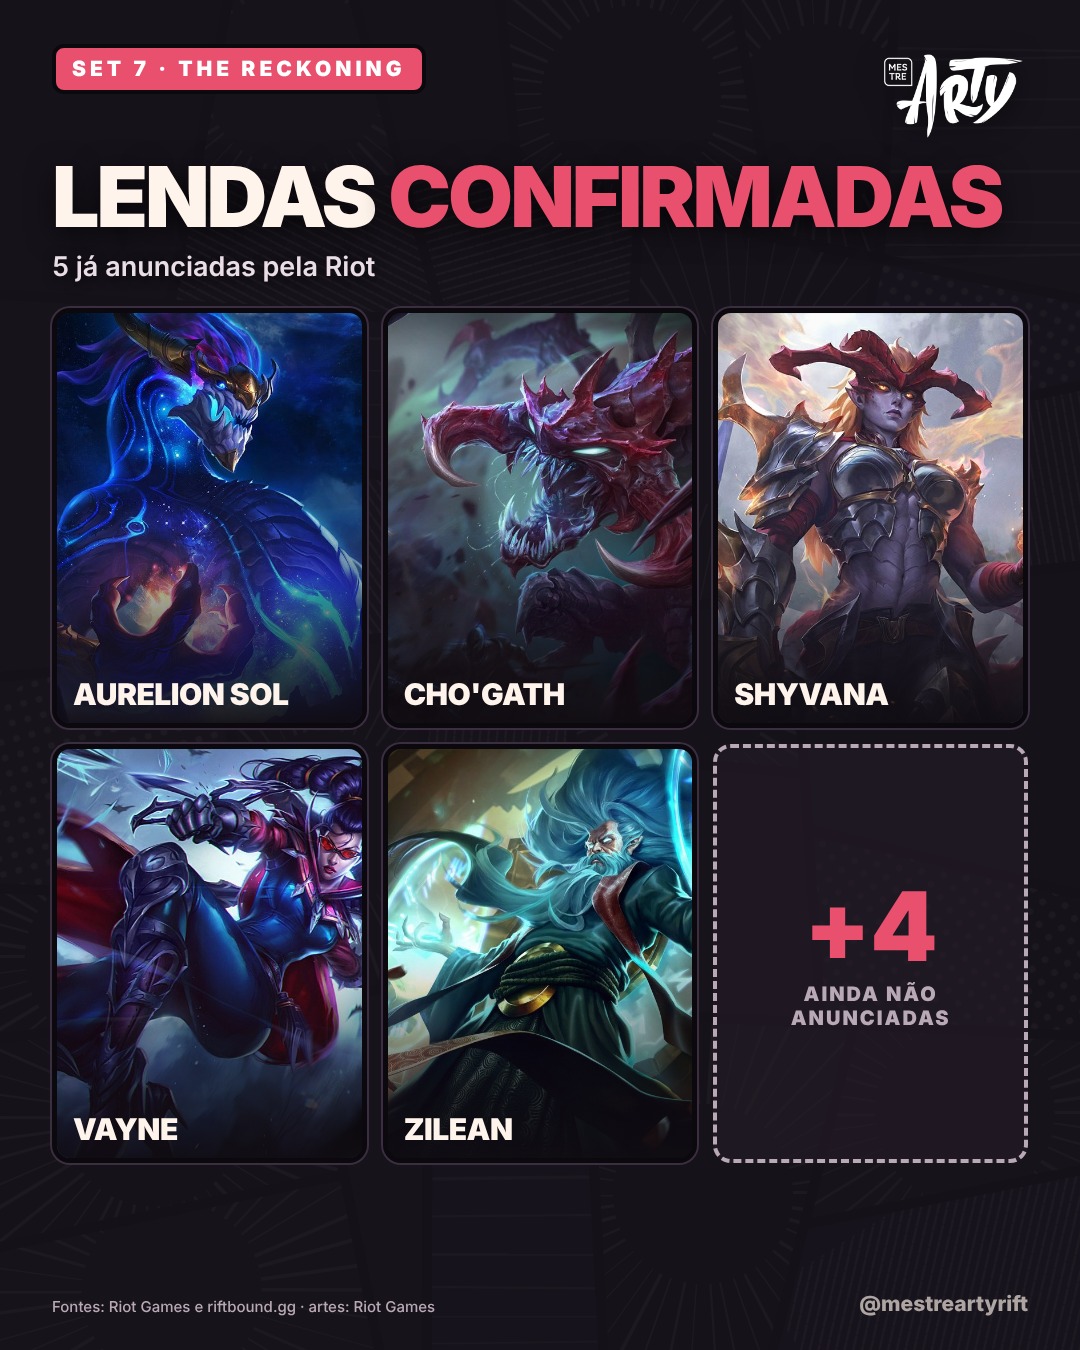 SET 7 · THE RECKONING
MES
TRE
ARTY
LENDAS CONFIRMADAS
5 já anunciadas pela Riot
AURELION SOL
CHO'GATH
SHYVANA
VAYNE
ZILEAN
+4
AINDA NÃO
ANUNCIADAS
Fontes: Riot Games e riftbound.gg · artes: Riot Games
@mestreartyrift